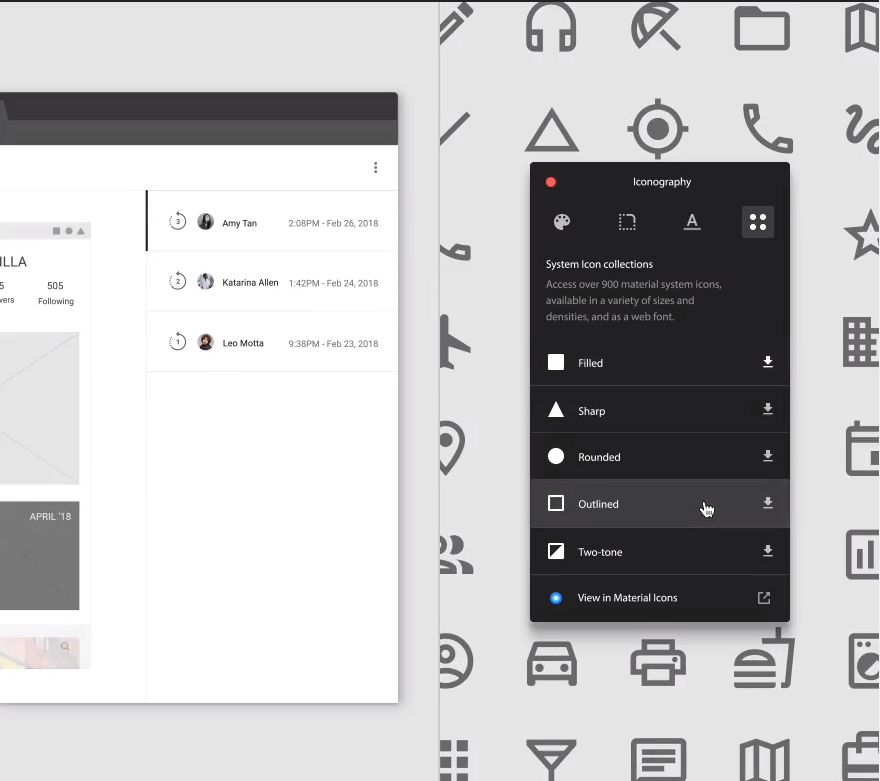 ILLA
5
505
wers
Following
APRIL '18
3
Amy Tan
2:08PM - Feb 26, 2018
2
Katarina Allen
1:42PM - Feb 24, 2018
1
Leo Motta
9:38PM - Feb 23, 2018
Iconography
A
System Icon collections
Access over 900 material system icons,
available in a variety of sizes and
densities, and as a web font.
Filled
Sharp
Rounded
Outlined
Two-tone
View in Material Icons